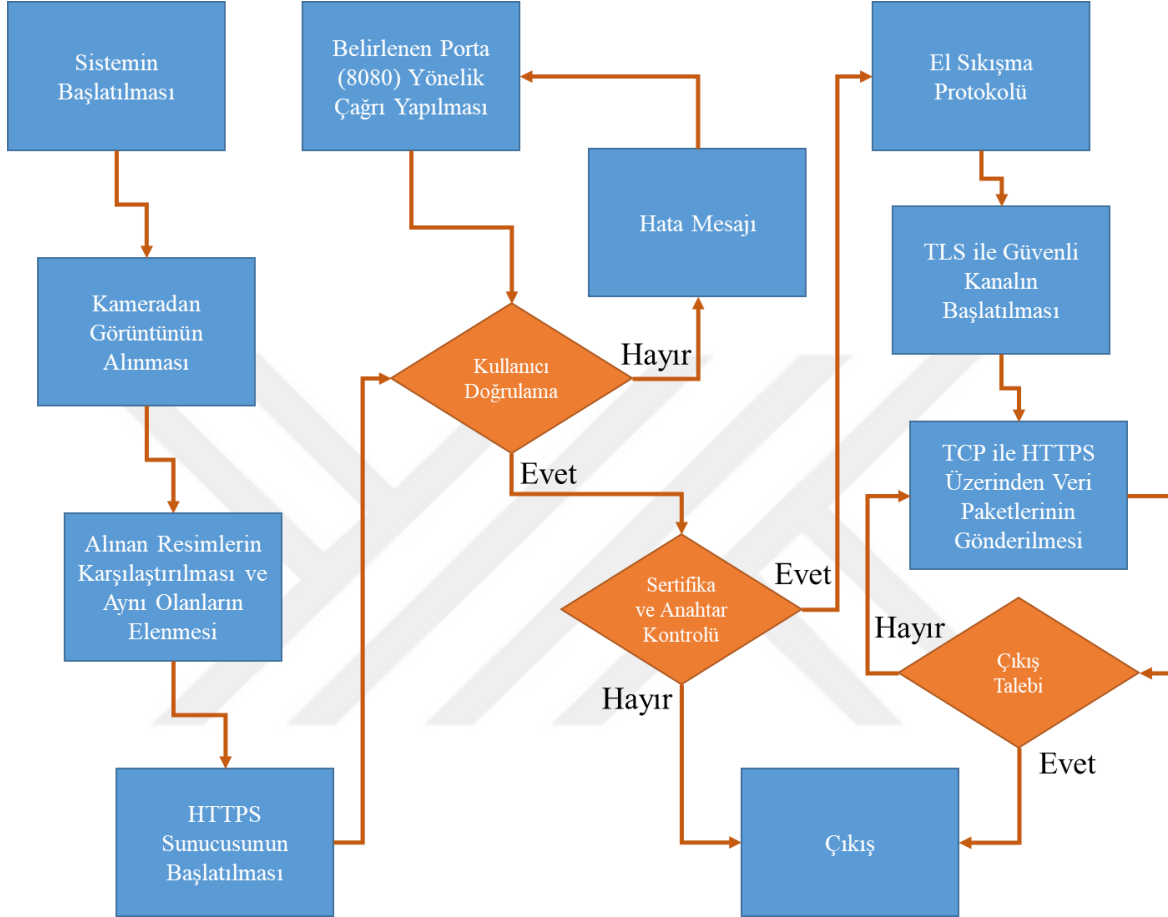 Sistemin
Başlatılması
Kameradan
Görüntünün
Alınması
Alınan Resimlerin
Karşılaştırılması ve
Aynı Olanların
Elenmesi
HTTPS
Sunucusunun
Başlatılması
Belirlenen Porta
(8080) Yönelik
Çağrı Yapılması
Hata Mesajı
Kullanıcı
Doğrulama
Hayır
Evet
Sertifika
ve Anahtar
Kontrolü
Evet
Hayır
El Sıkışma
Protokolü
TLS ile Güvenli
Kanalın
Başlatılması
TCP ile HTTPS
Üzerinden Veri
Paketlerinin
Gönderilmesi
Çıkış
Talebi
Hayır
Evet
Çıkış